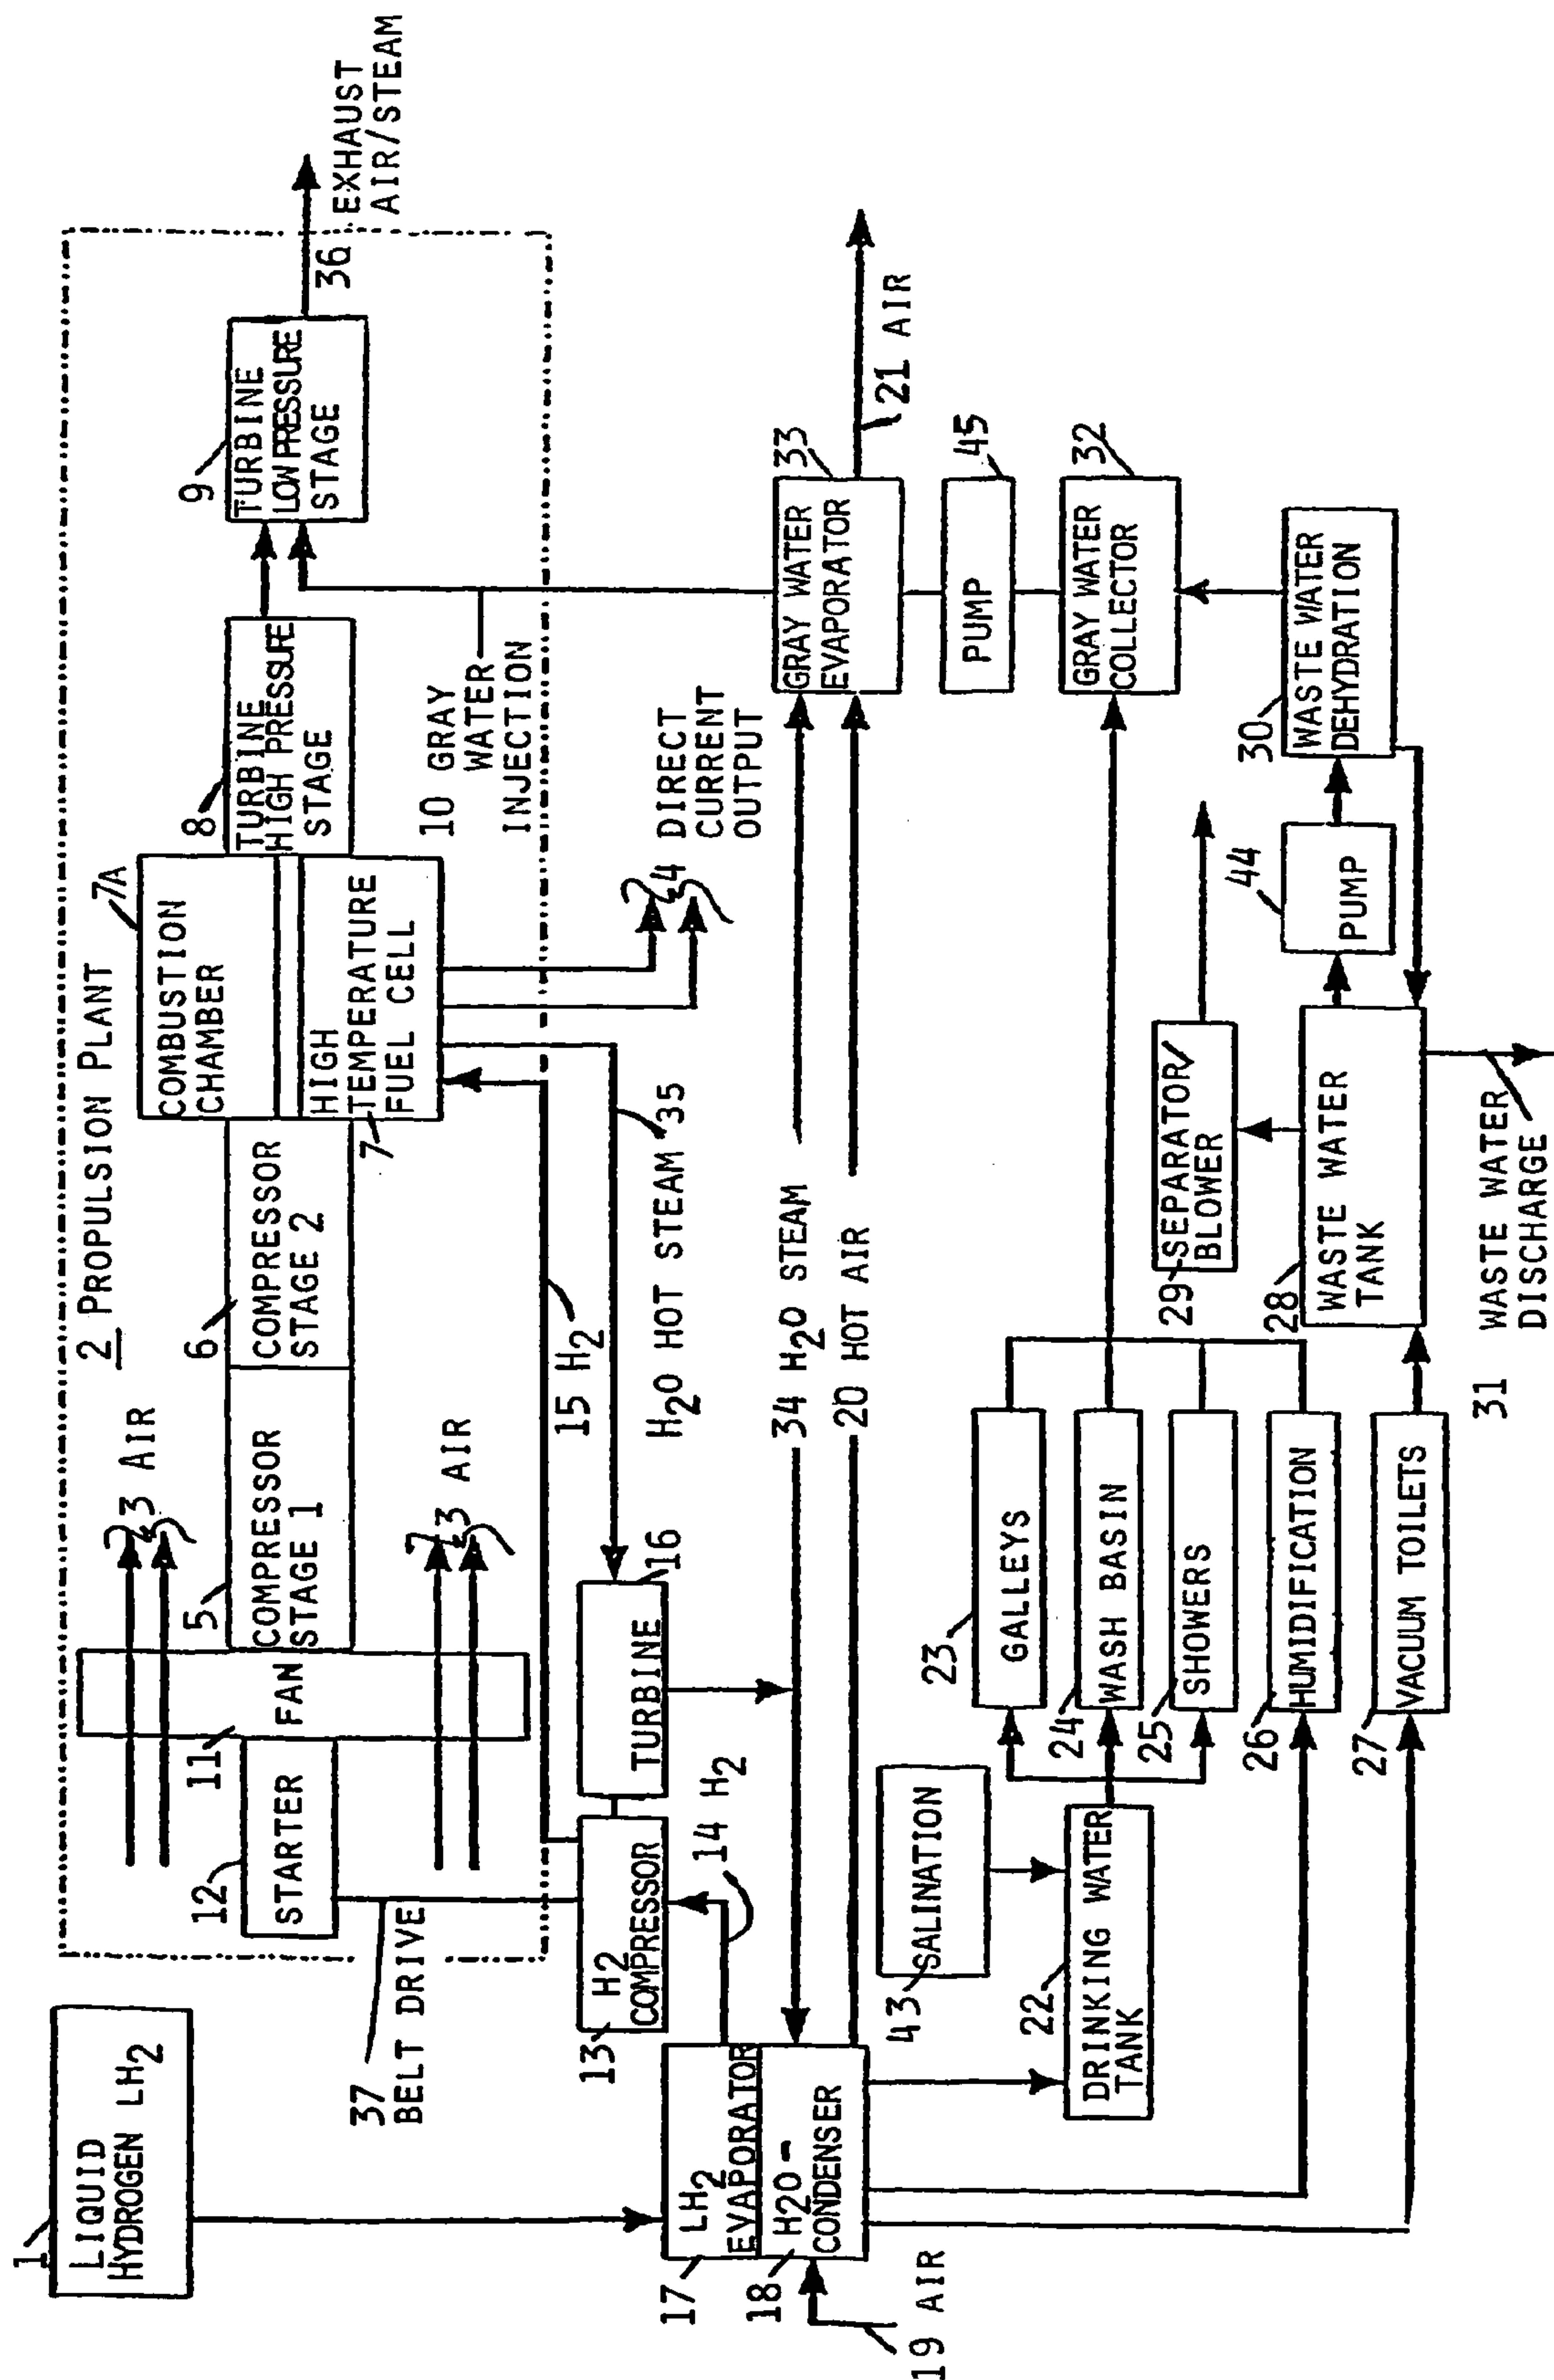 1
LIQUID
HYDROGEN LH2
2 PROPULSION PLANT
12
STARTER
11
FAN
3 AIR
3 AIR
5
COMPRESSOR
STAGE 1
6
COMPRESSOR
STAGE 2
7A
COMBUSTION
CHAMBER
7
HIGH
TEMPERATURE
FUEL CELL
8
TURBINE
HIGH PRESSURE
STAGE
9
TURBINE
LOW PRESSURE
STAGE
36
EXHAUST
AIR/STEAM
10 GRAY
WATER
INJECTION
4 DIRECT
CURRENT
OUTPUT
37
BELT DRIVE
13
H2
COMPRESSOR
TURBINE
16
14 H2
15 H2
H2O HOT STEAM 35
34 H2O STEAM
20 HOT AIR
17
LH2
EVAPORATOR
18
H2O-
CONDENSER
19 AIR
43
SALINATION
22
DRINKING WATER
TANK
23
GALLEYS
24
WASH BASIN
25
SHOWERS
26
HUMIDIFICATION
27
VACUUM TOILETS
29
SEPARATOR/
BLOWER
28
WASTE WATER
TANK
31
WASTE WATER
DISCHARGE
44
PUMP
30
WASTE WATER
DEHYDRATION
32
GRAY WATER
COLLECTOR
45
PUMP
33
GRAY WATER
EVAPORATOR
21 AIR